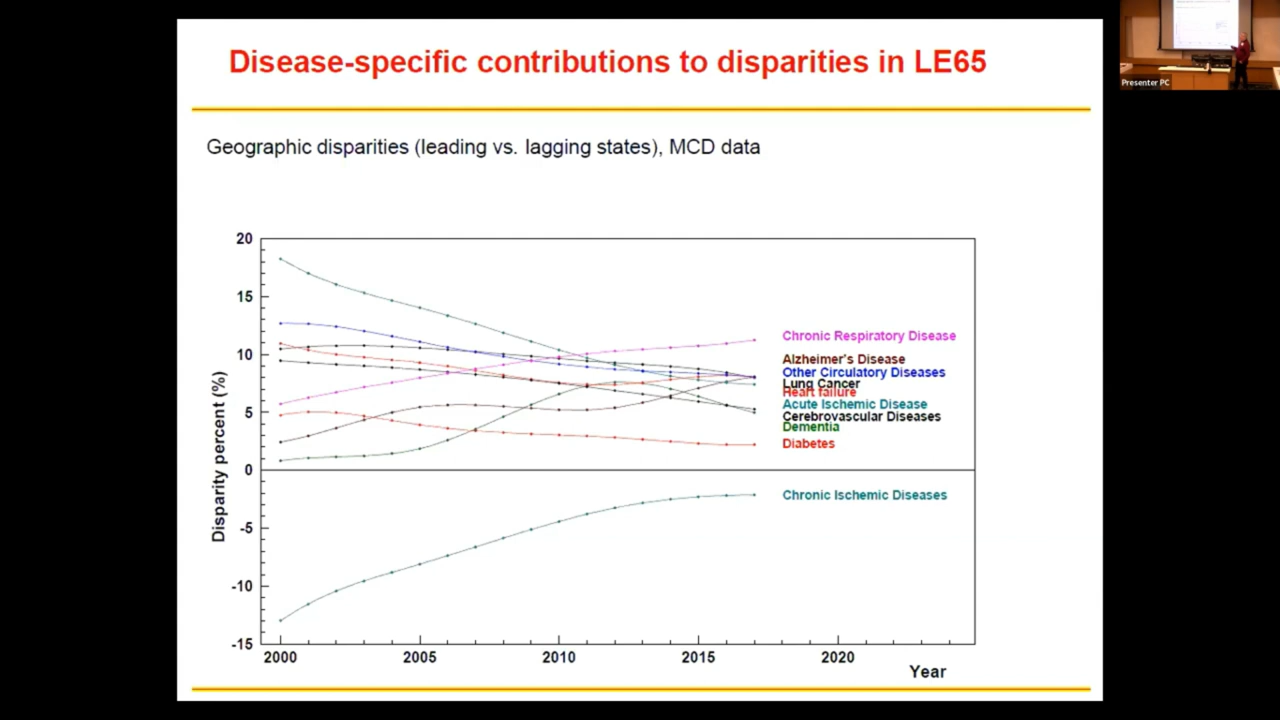 Disease-specific contributions to disparities in LE65
Presenter PC
Geographic disparities (leading vs. lagging states), MCD data
Disparity percent (%)
20
15
10
5
0
-5
-10
-15
Chronic Respiratory Disease
Alzheimer's Disease
Other Circulatory Diseases
Lung Cancer
Heart failure
Acute Ischemic Disease
Cerebrovascular Diseases
Dementia
Diabetes
Chronic Ischemic Diseases
2000 2005 2010 2015 2020
Year